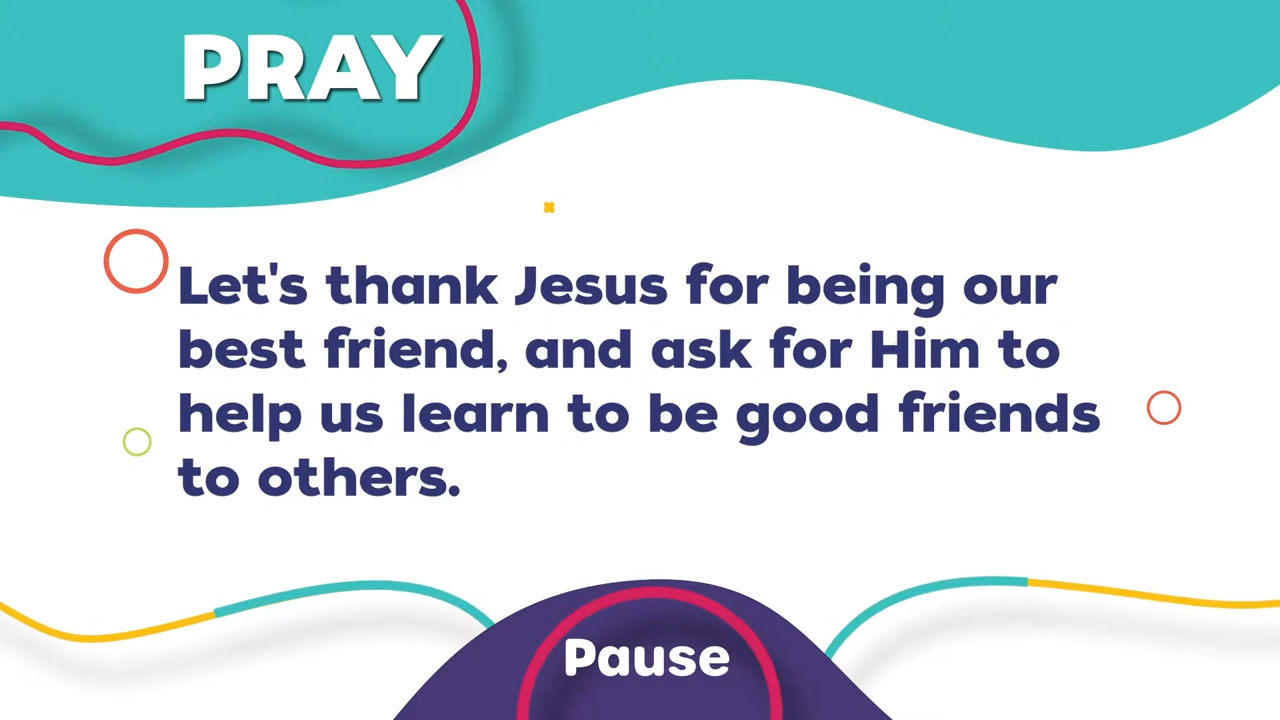 PRAY
Let's thank Jesus for being our
best friend, and ask for Him to
help us learn to be good friends
to others.
Pause